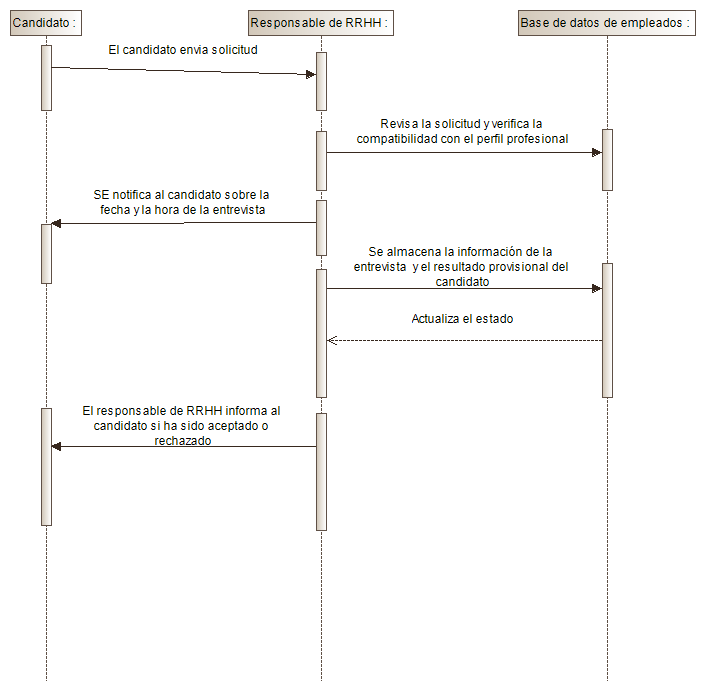 Candidato :
Responsable de RRHH :
Base de datos de empleados :
El candidato envia solicitud
Revisa la solicitud y verifica la
compatibilidad con el perfil profesional
SE notifica al candidato sobre la
fecha y la hora de la entrevista
Se almacena la información de la
entrevista y el resultado provisional del
candidato
Actualiza el estado
El responsable de RRHH informa al
candidato si ha sido aceptado o
rechazado